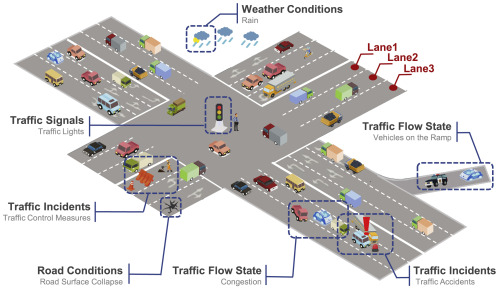 Weather Conditions
Rain
Lane1
Lane2
Lane3
Traffic Signals
Traffic Lights
Traffic Flow State
Vehicles on the Ramp
Traffic Incidents
Traffic Control Measures
Road Conditions
Road Surface Collapse
Traffic Flow State
Congestion
Traffic Incidents
Traffic Accidents